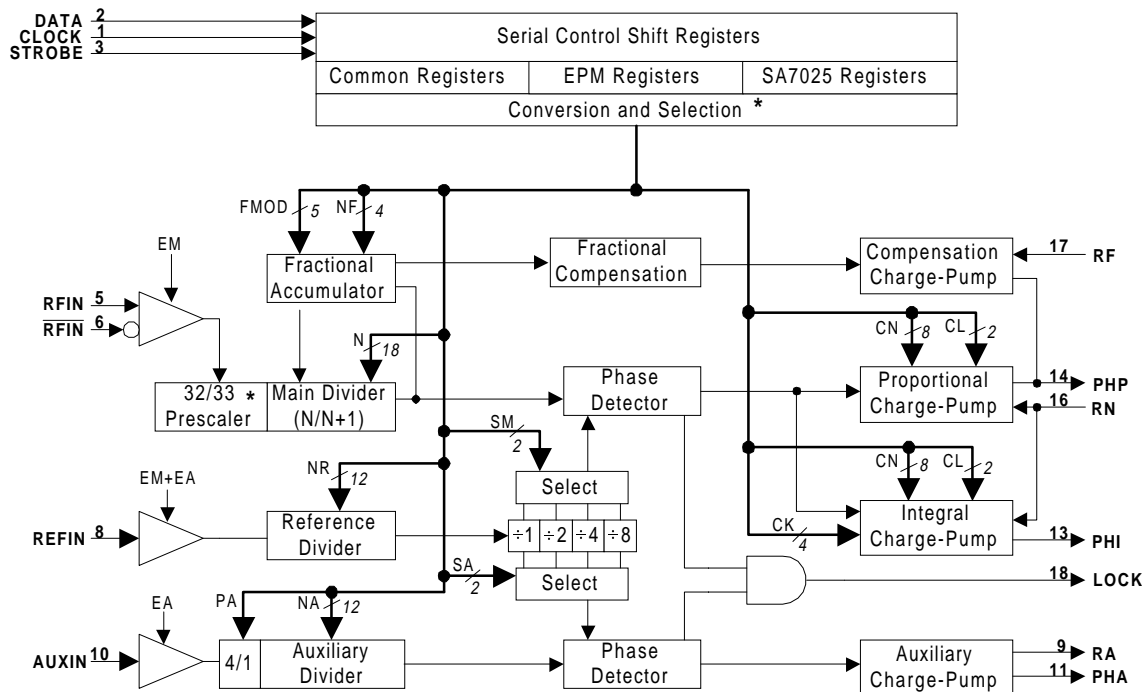 DATA 2
CLOCK 1
STROBE 3
Serial Control Shift Registers
Common Registers EPM Registers SA7025 Registers
Conversion and Selection *
FMOD 5 NF 4
EM
Fractional
Accumulator
Fractional
Compensation
Compensation
Charge-Pump
17 RF
RFIN 5
RFIN 6
N 18
CN 8 CL 2
32/33 *
Prescaler
Main Divider
(N/N+1)
Phase
Detector
Proportional
Charge-Pump
14 PHP
16 RN
SM 2
NR 12
CN 8 CL 2
EM+EA
Select
REFIN 8
Reference
Divider
÷1 ÷2 ÷4 ÷8
CK 4
Integral
Charge-Pump
13 PHI
SA 2
Select
18 LOCK
EA
PA NA 12
AUXIN 10
4/1
Auxiliary
Divider
Phase
Detector
Auxiliary
Charge-Pump
9 RA
11 PHA